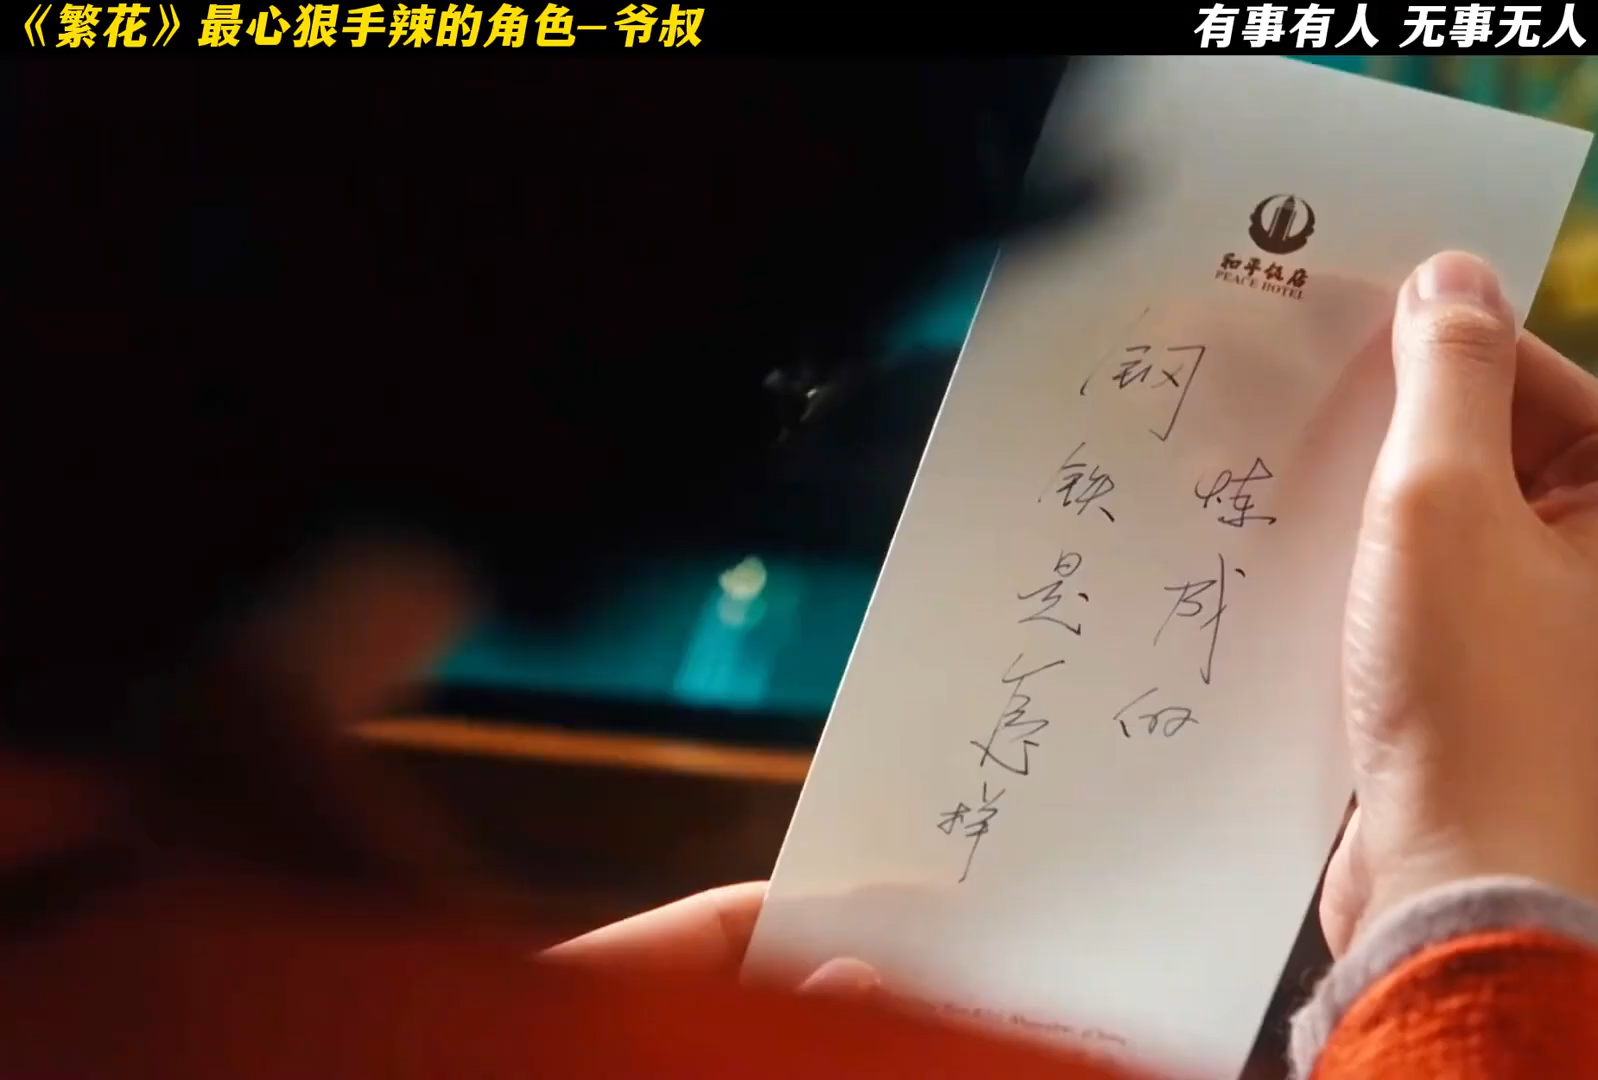 《繁花》最心狠手辣的角色—爷叔
有事有人 无事无人
和平饭店
PEACE HOTEL
钢铁是怎样
炼成的